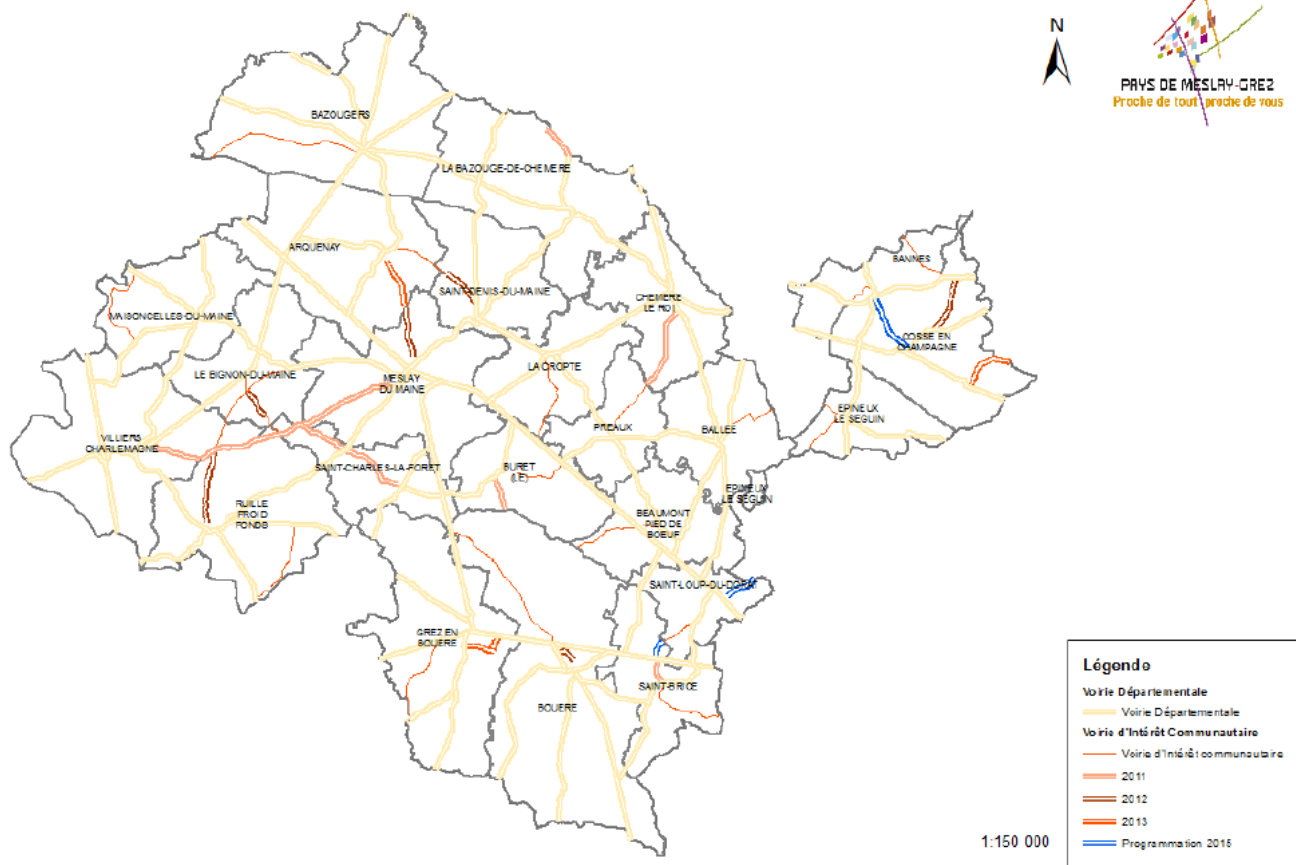 N
PAYS DE MESLAY-GREZ
Proche de tout proche de vous
BAZOUGERS
LA BAZOUGE-DE-CHEMERE
ARQUENAY
BANNES
SAINT-DENIS-DU-MAINE
CHEMERE
LE ROI
MAISONCELLES-DU-MAINE
COSSE EN
CHAMPAGNE
LE BIGNON-DU-MAINE
MESLAY
DU MAINE
LA CROPTE
EPINEUX
LE SEGUIN
VILLIERS
CHARLEMAGNE
PREAUX
BALLEE
SAINT-CHARLES-LA-FORET
BURET
(LE)
EPINEUX
LE SEGUIN
RUILLE
FROID
FONDS
BEAUMONT
PIED DE
BOEUF
SAINT-LOUP-DU-DORAT
GREZ EN
BOUERE
SAINT-BRICE
BOUERE
Légende
Voirie Départementale
Voirie Départementale
Voirie d'Intérêt Communautaire
Voirie d'Intérêt communautaire
2011
2012
2013
Programmation 2015
1:150 000